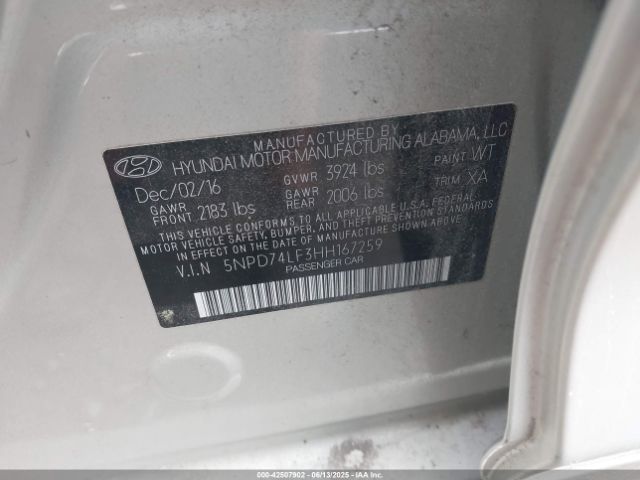 MANUFACTURED BY
HYUNDAI MOTOR MANUFACTURING ALABAMA, LLC
Dec/02/16 GVWR 3924 lbs PAINT WT
GAWR FRONT 2183 lbs GAWR REAR 2006 lbs TRIM XA
THIS VEHICLE CONFORMS TO ALL APPLICABLE U.S.A. FEDERAL
MOTOR VEHICLE SAFETY, BUMPER, AND THEFT PREVENTION STANDARDS
IN EFFECT ON THE DATE OF MANUFACTURE SHOWN ABOVE.
V.I.N 5NPD74LF3HH167259
PASSENGER CAR
000-42507902 - 06/13/2025 - IAAI.COM